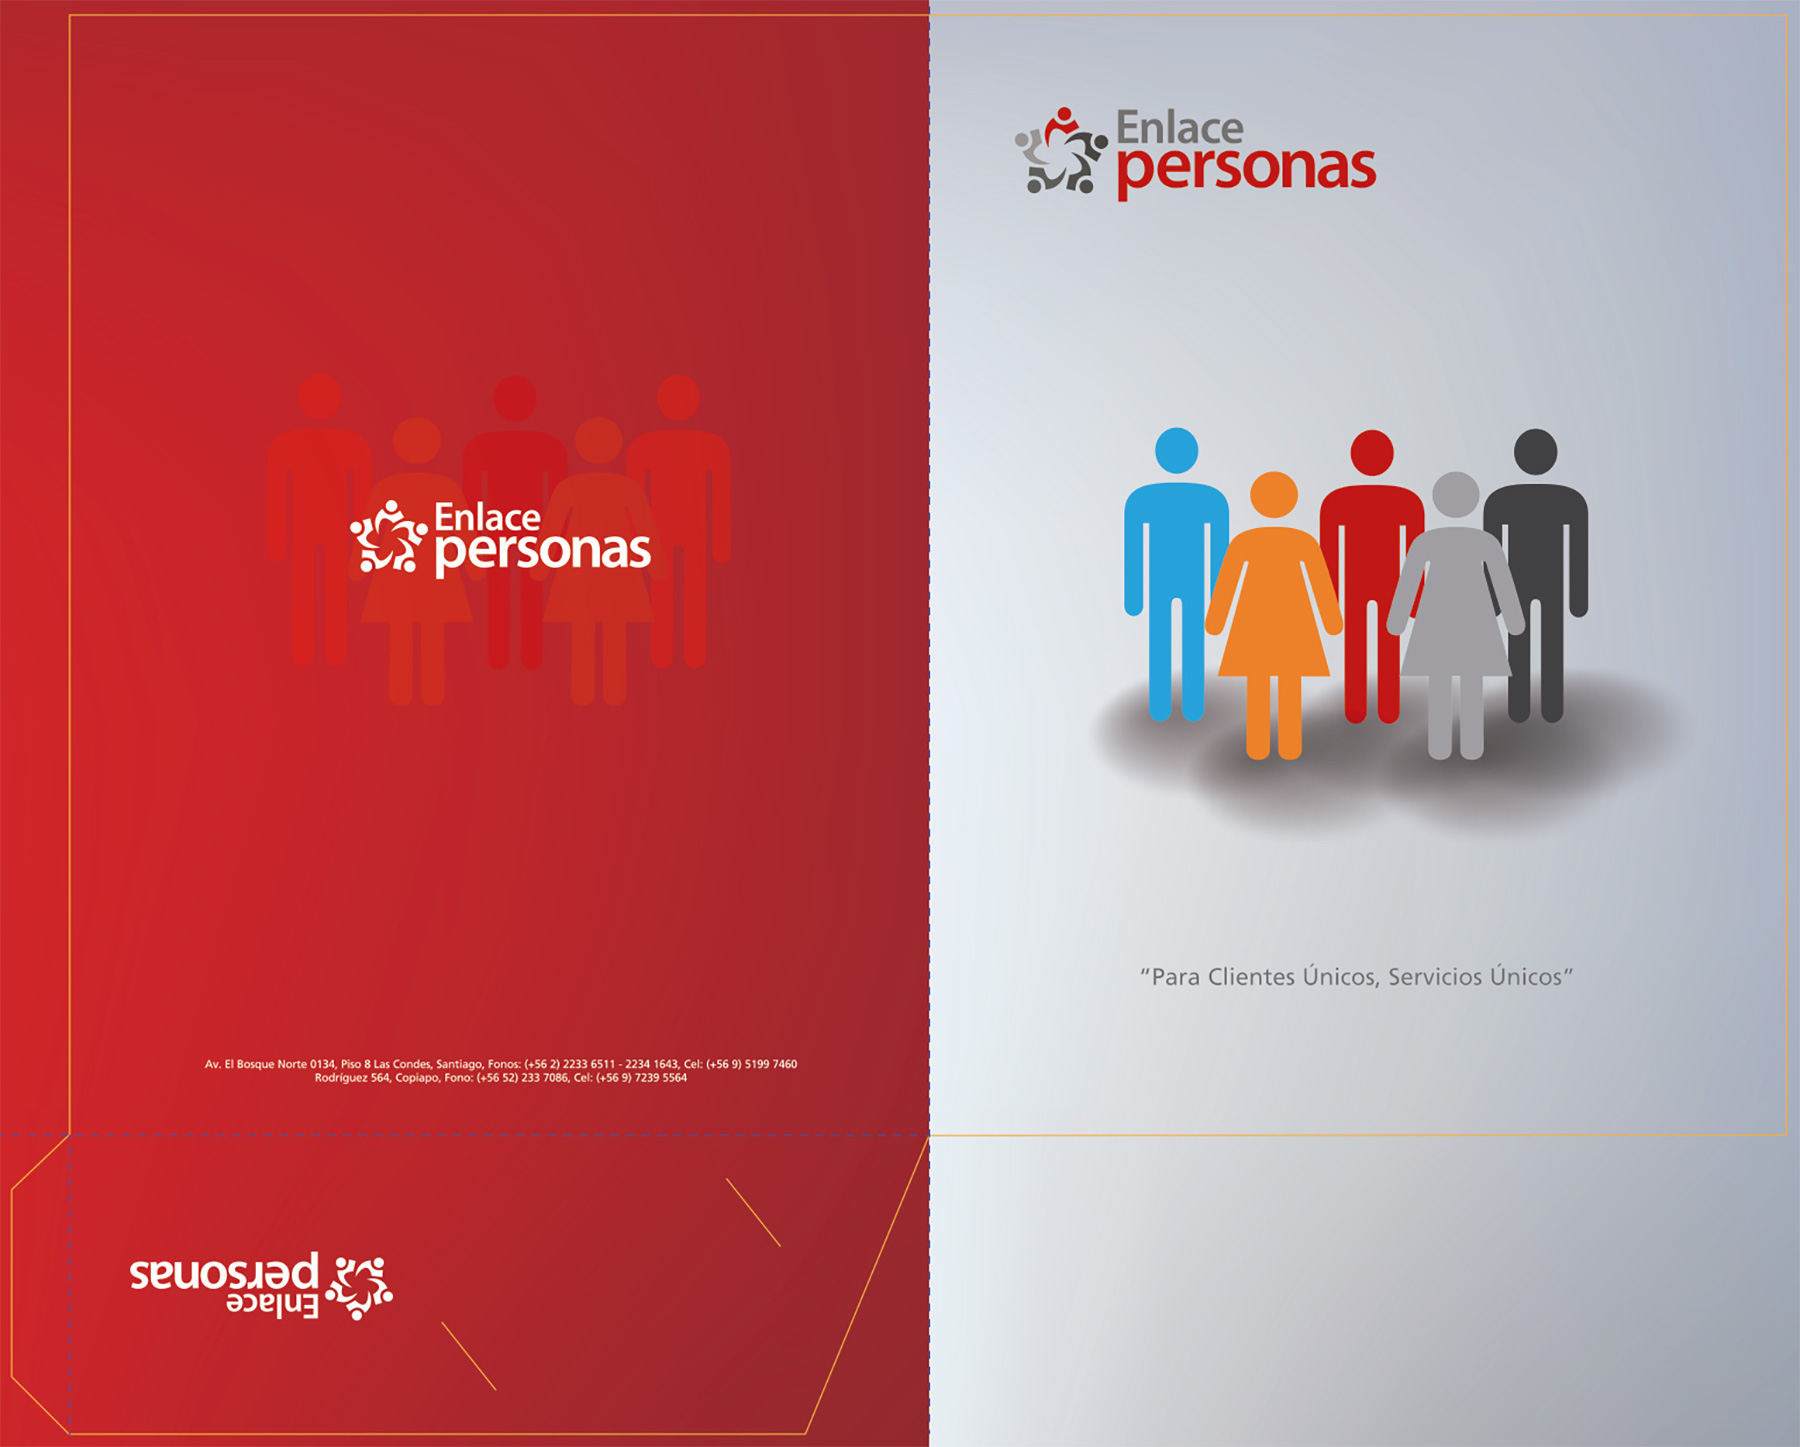 Enlace
personas
Av. El Bosque Norte 0134, Piso 8 Las Condes, Santiago, Fonos: (+56 2) 2233 6511 - 2234 1643, Cel: (+56 9) 5199 7460
Rodríguez 564, Copiapo, Fono: (+56 52) 233 7086, Cel: (+56 9) 7239 5564
Enlace
personas
Enlace
personas
“Para Clientes Únicos, Servicios Únicos”